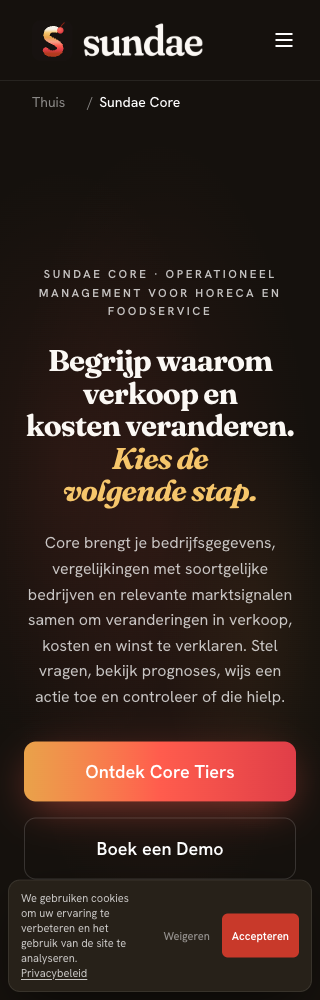 sundae
Thuis / Sundae Core
SUNDAE CORE · OPERATIONEEL
MANAGEMENT VOOR HORECA EN
FOODSERVICE
Begrijp waarom
verkoop en
kosten veranderen.
Kies de
volgende stap.
Core brengt je bedrijfsgegevens,
vergelijkingen met soortgelijke
bedrijven en relevante marktsignalen
samen om veranderingen in verkoop,
kosten en winst te verklaren. Stel
vragen, bekijk prognoses, wijs een
actie toe en controleer of die hielp.
Ontdek Core Tiers
Boek een Demo
We gebruiken cookies
om uw ervaring te
verbeteren en het
gebruik van de site te
analyseren.
Privacybeleid
Weigeren
Accepteren